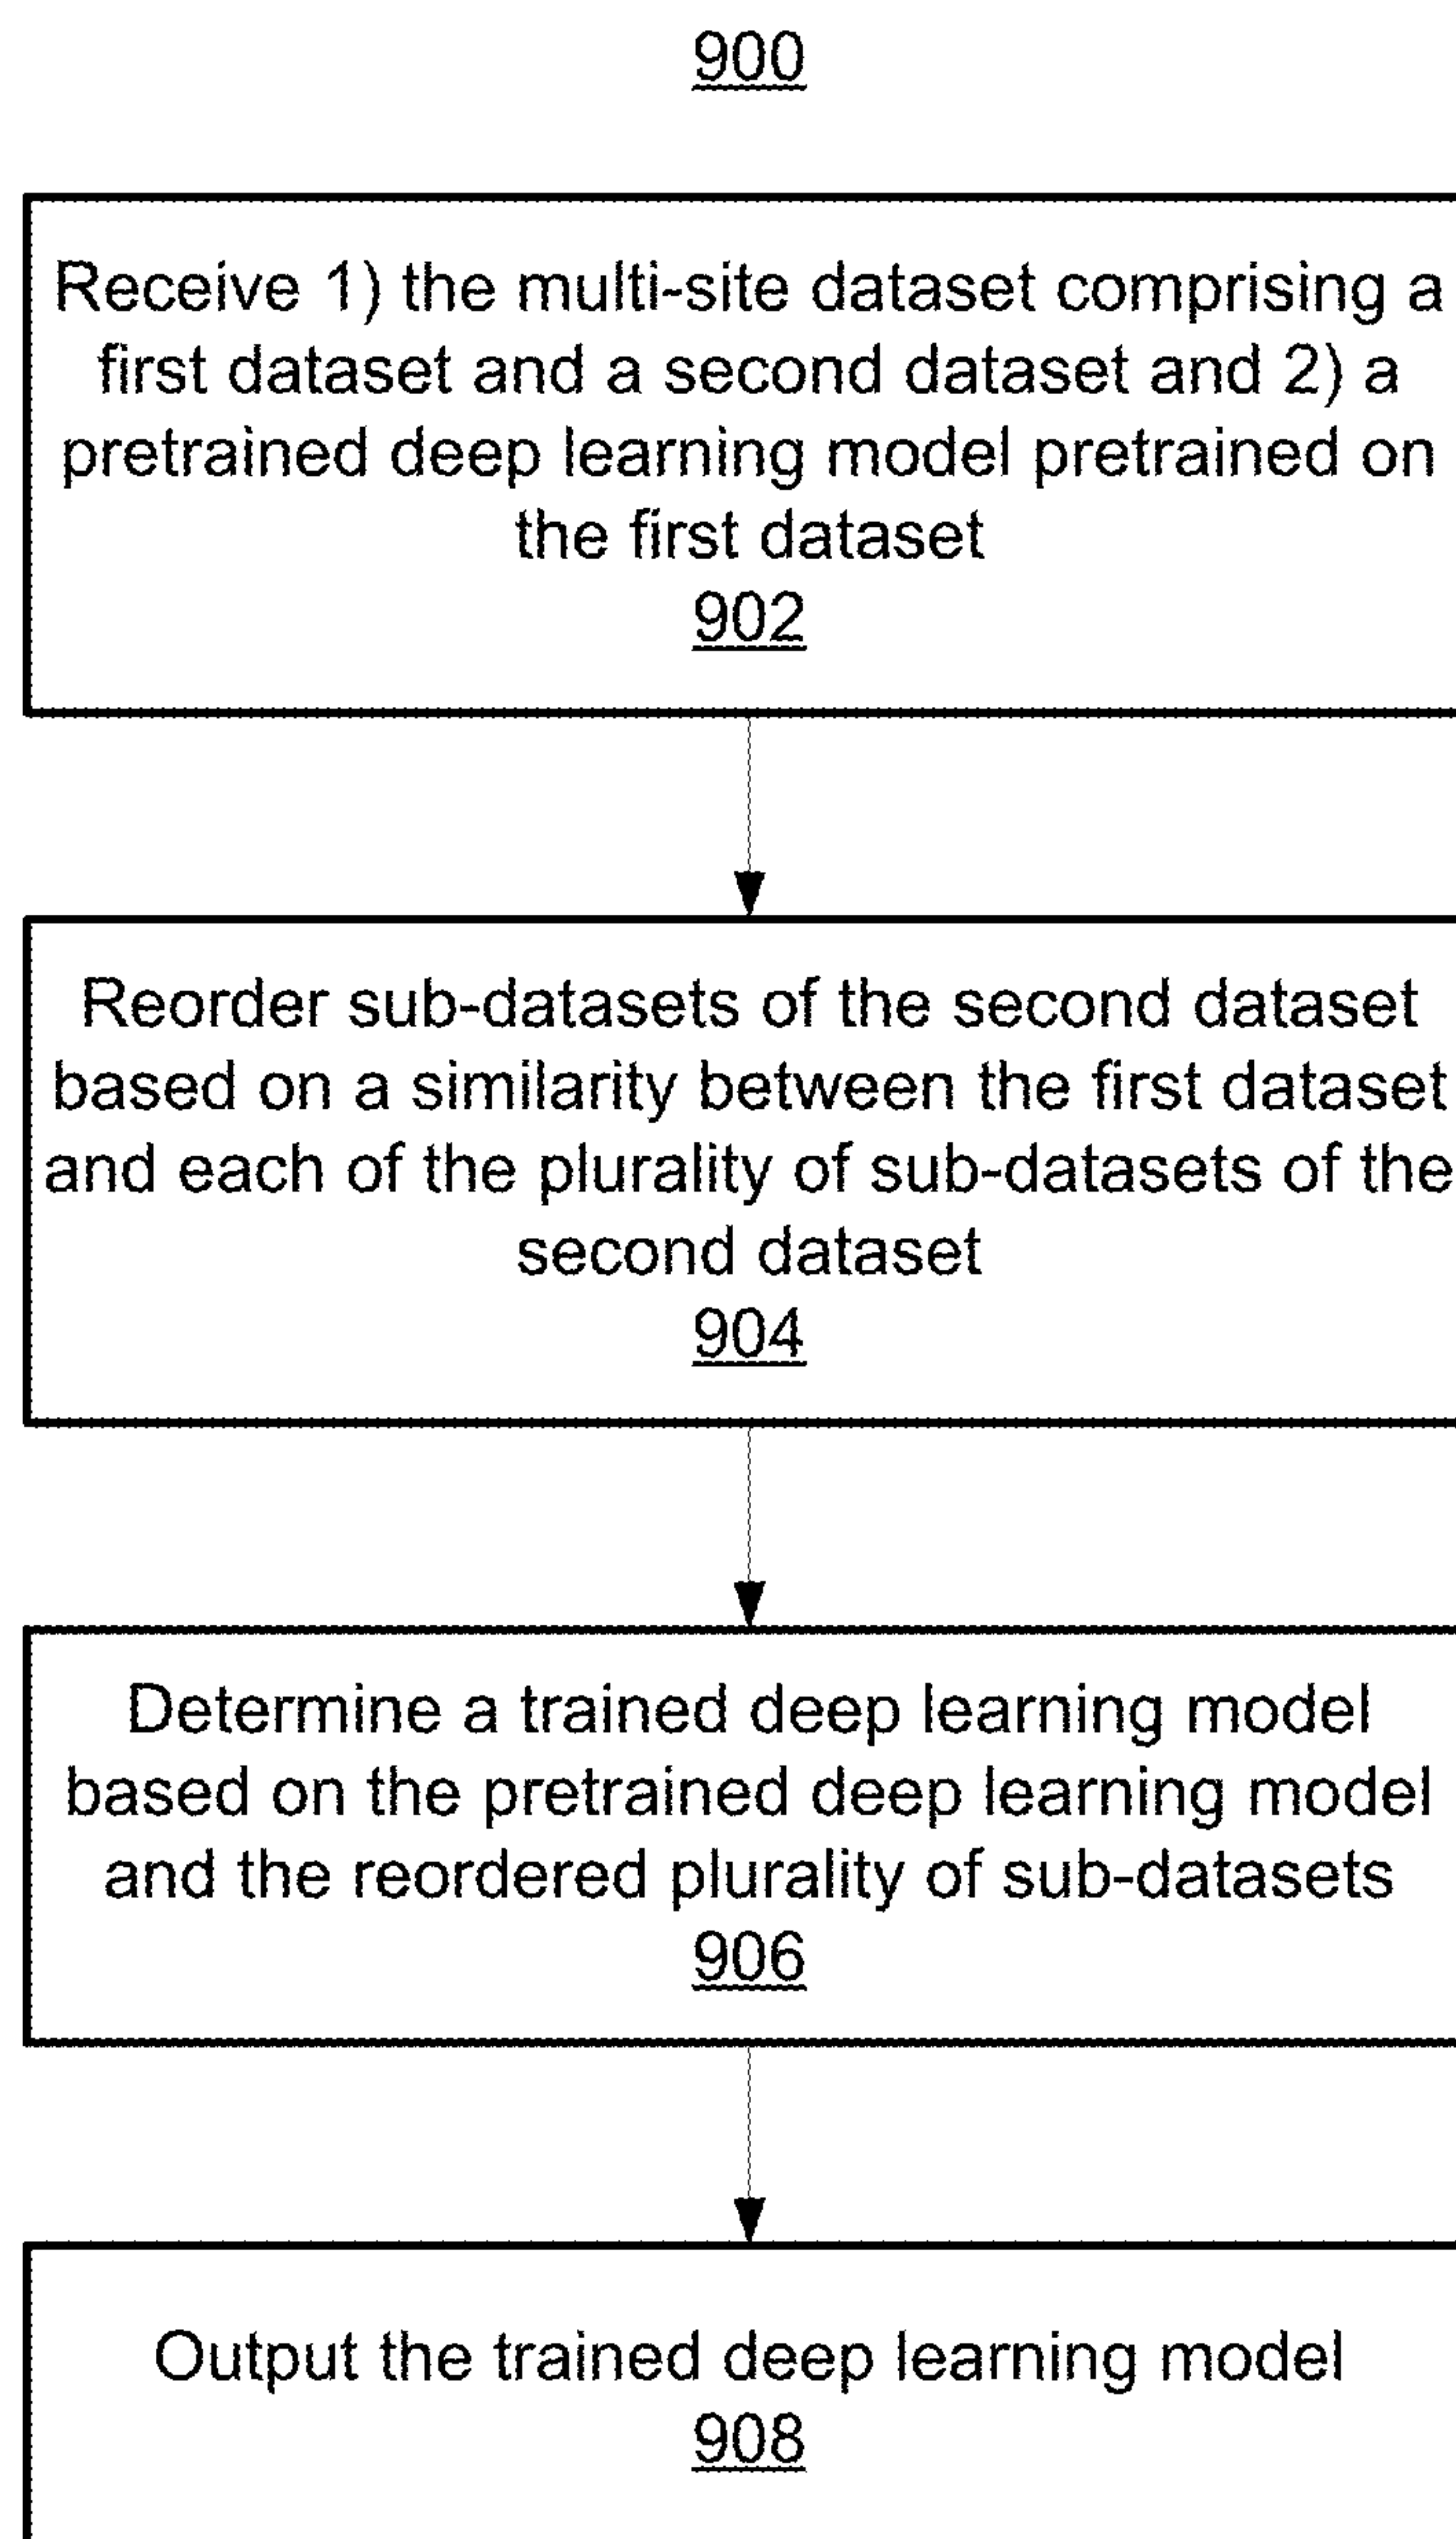 900
Receive 1) the multi-site dataset comprising a
first dataset and a second dataset and 2) a
pretrained deep learning model pretrained on
the first dataset
902
Reorder sub-datasets of the second dataset
based on a similarity between the first dataset
and each of the plurality of sub-datasets of the
second dataset
904
Determine a trained deep learning model
based on the pretrained deep learning model
and the reordered plurality of sub-datasets
906
Output the trained deep learning model
908